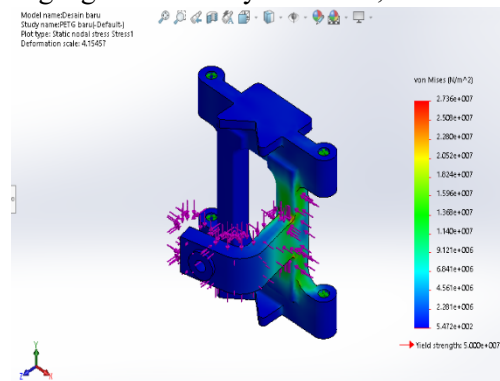 Model name:Desain baru
Study name:PETG baru(-Default-)
Plot type: Static nodal stress Stress1
Deformation scale: 4,15457
von Mises (N/m^2)
2.736e+007
2.508e+007
2.280e+007
2.052e+007
1.824e+007
1.596e+007
1.368e+007
1.140e+007
9.121e+006
6.841e+006
4.561e+006
2.281e+006
5.472e+002
Yield strength: 5.000e+007
Y
Z
X